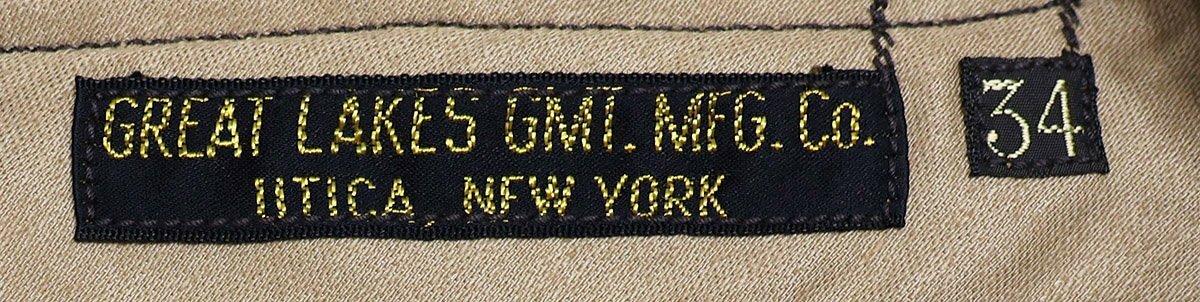 GREAT LAKES GMT. MFG. Co.
UTICA NEW YORK
34